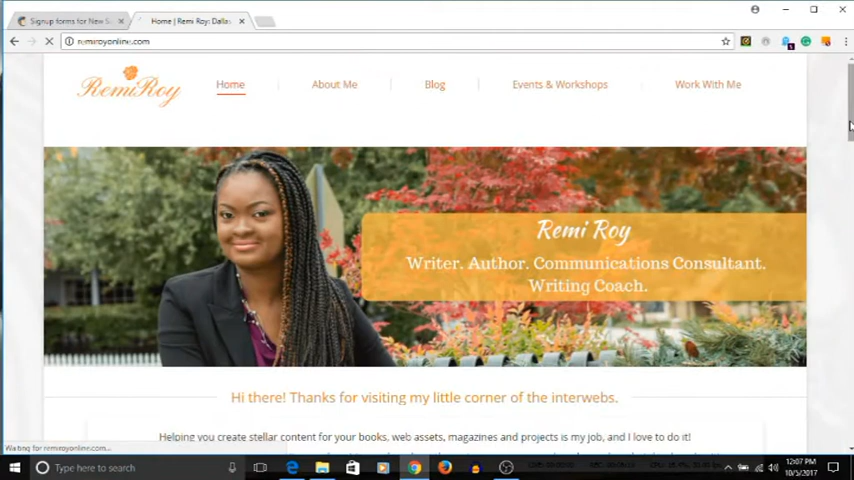 Signup forms for New S
Home | Remi Roy: Dalla
remiroyonline.com
RemiRoy
Home
About Me
Blog
Events & Workshops
Work With Me
Remi Roy
Writer. Author. Communications Consultant.
Writing Coach.
Hi there! Thanks for visiting my little corner of the interwebs.
Helping you create stellar content for your books, web assets, magazines and projects is my job, and I love to do it!
Waiting for remiroyonline.com...
Type here to search
12:07 PM
10/5/2017